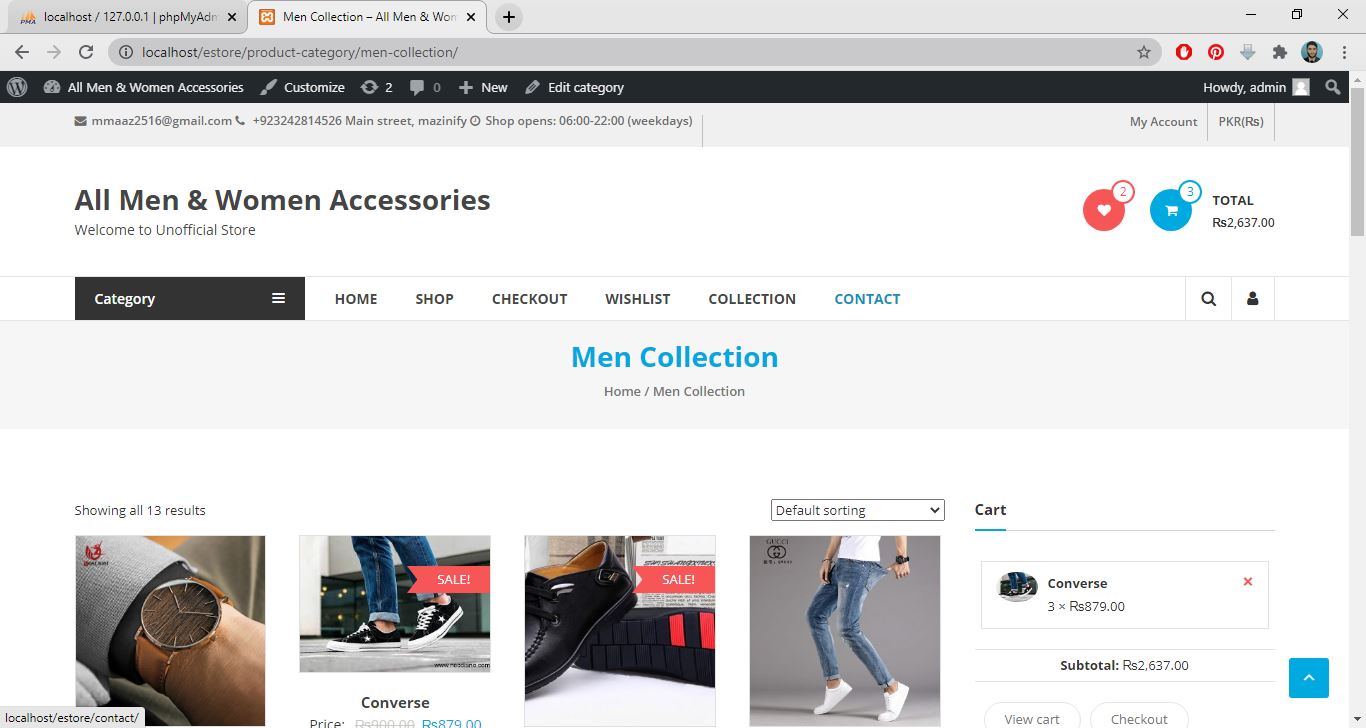 localhost / 127.0.0.1 | phpMyAdm
Men Collection – All Men & Wom
localhost/estore/product-category/men-collection/
All Men & Women Accessories Customize 2 0 New Edit category Howdy, admin
mmaaz2516@gmail.com +923242814526 Main street, mazinify Shop opens: 06:00-22:00 (weekdays) My Account PKR(₨)
All Men & Women Accessories
Welcome to Unofficial Store
2
3
TOTAL
₨2,637.00
Category HOME SHOP CHECKOUT WISHLIST COLLECTION CONTACT
Men Collection
Home / Men Collection
Showing all 13 results
Default sorting
Cart
SALE!
SALE!
GUCCI
www.neediano.com
Converse
3 × ₨879.00
Subtotal: ₨2,637.00
Converse
Price: ₨900.00 ₨879.00
View cart Checkout
localhost/estore/contact/